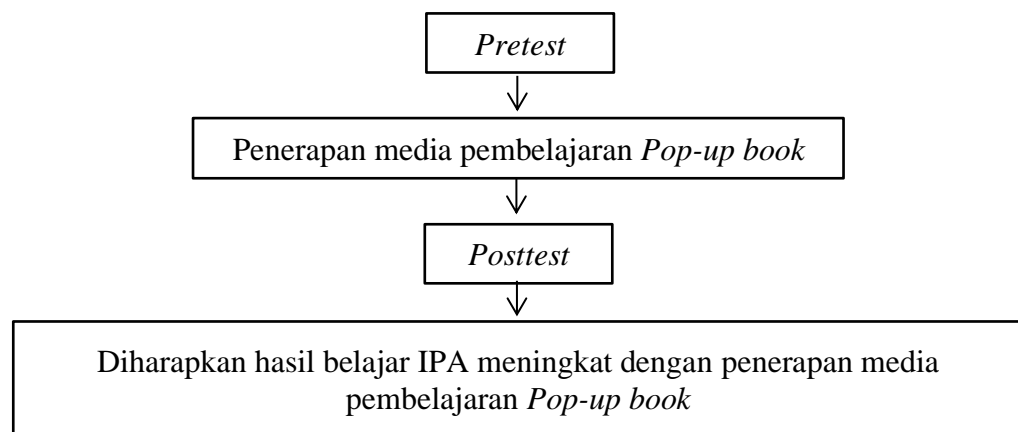 Pretest
Penerapan media pembelajaran Pop-up book
Posttest
Diharapkan hasil belajar IPA meningkat dengan penerapan media
pembelajaran Pop-up book